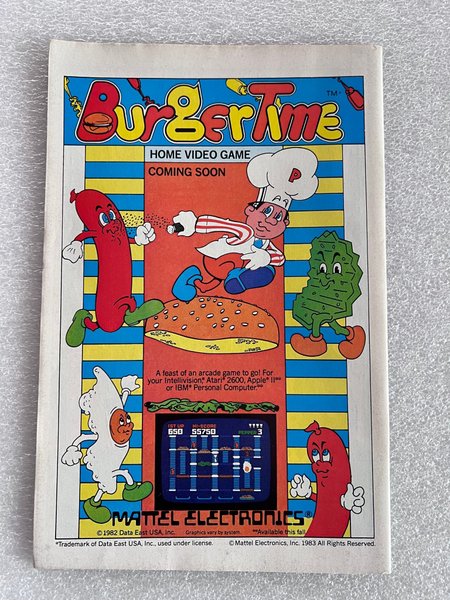 BurgerTime TM
HOME VIDEO GAME
COMING SOON
P
A feast of an arcade game to go! For
your Intellivision® Atari® 2600, Apple® II**
or IBM® Personal Computer.**
1ST UP HI-SCORE
650 55750 PEPPER 3
MATTEL ELECTRONICS®
©1982 Data East USA, Inc. Graphics vary by system. **Available this fall.
*Trademark of Data East USA, Inc., used under license. ©Mattel Electronics, Inc. 1983 All Rights Reserved.